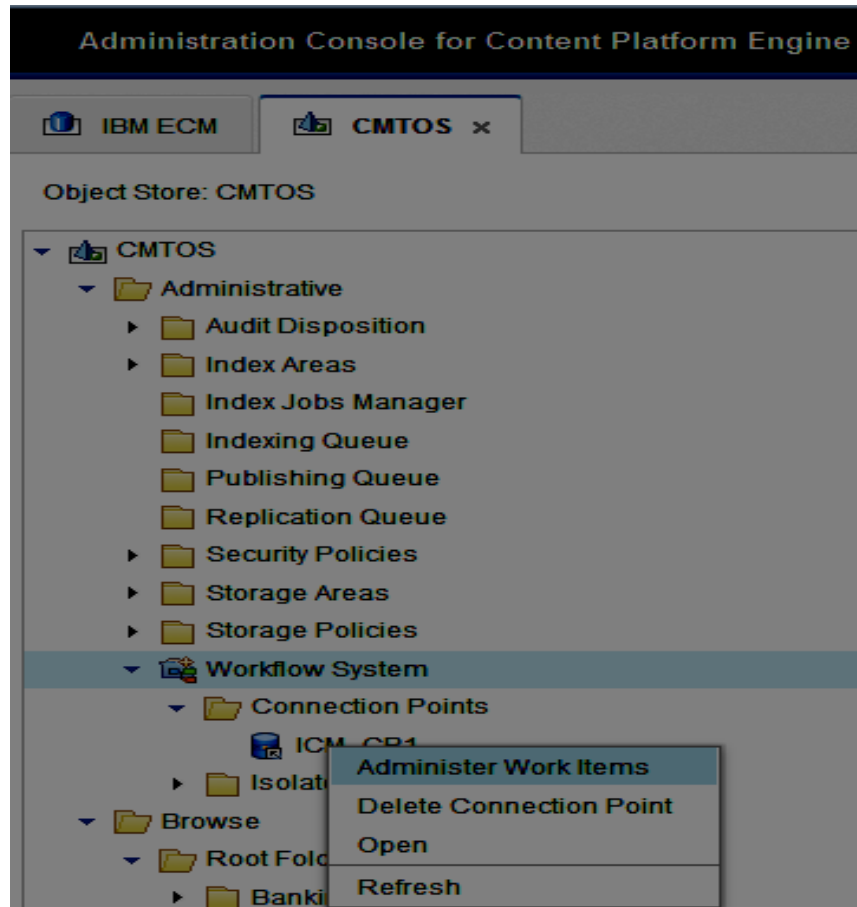 Administration Console for Content Platform Engine
IBM ECM
CMTOS ×
Object Store: CMTOS
CMTOS
Administrative
Audit Disposition
Index Areas
Index Jobs Manager
Indexing Queue
Publishing Queue
Replication Queue
Security Policies
Storage Areas
Storage Policies
Workflow System
Connection Points
Administer Work Items
Delete Connection Point
Open
Refresh
Browse
Root